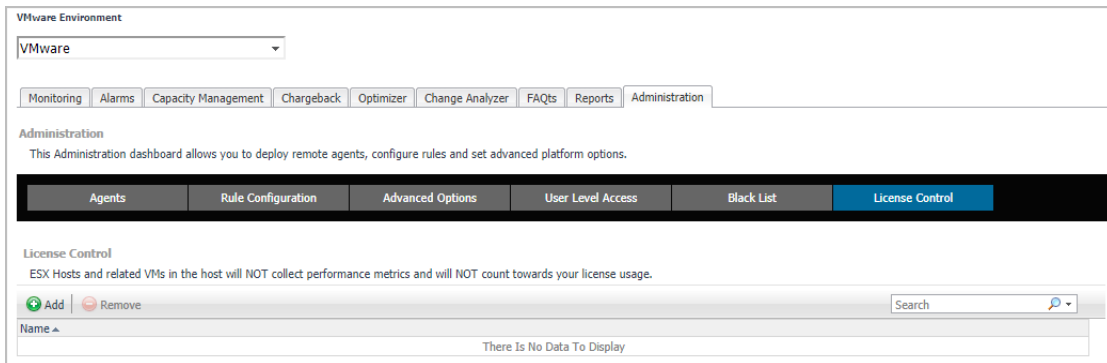 VMware Environment
VMware
Monitoring Alarms Capacity Management Chargeback Optimizer Change Analyzer FAQts Reports Administration
Administration
This Administration dashboard allows you to deploy remote agents, configure rules and set advanced platform options.
Agents Rule Configuration Advanced Options User Level Access Black List License Control
License Control
ESX Hosts and related VMs in the host will NOT collect performance metrics and will NOT count towards your license usage.
Add Remove Search
Name
There Is No Data To Display